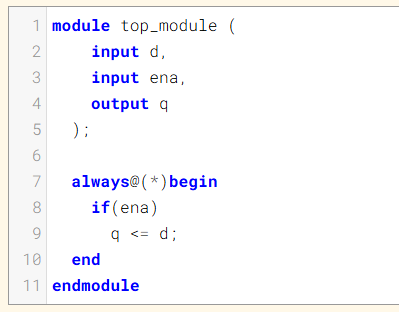 1 module top_module (
2     input d,
3     input ena,
4     output q
5   );
6
7   always@(*)begin
8     if(ena)
9       q <= d;
10   end
11 endmodule